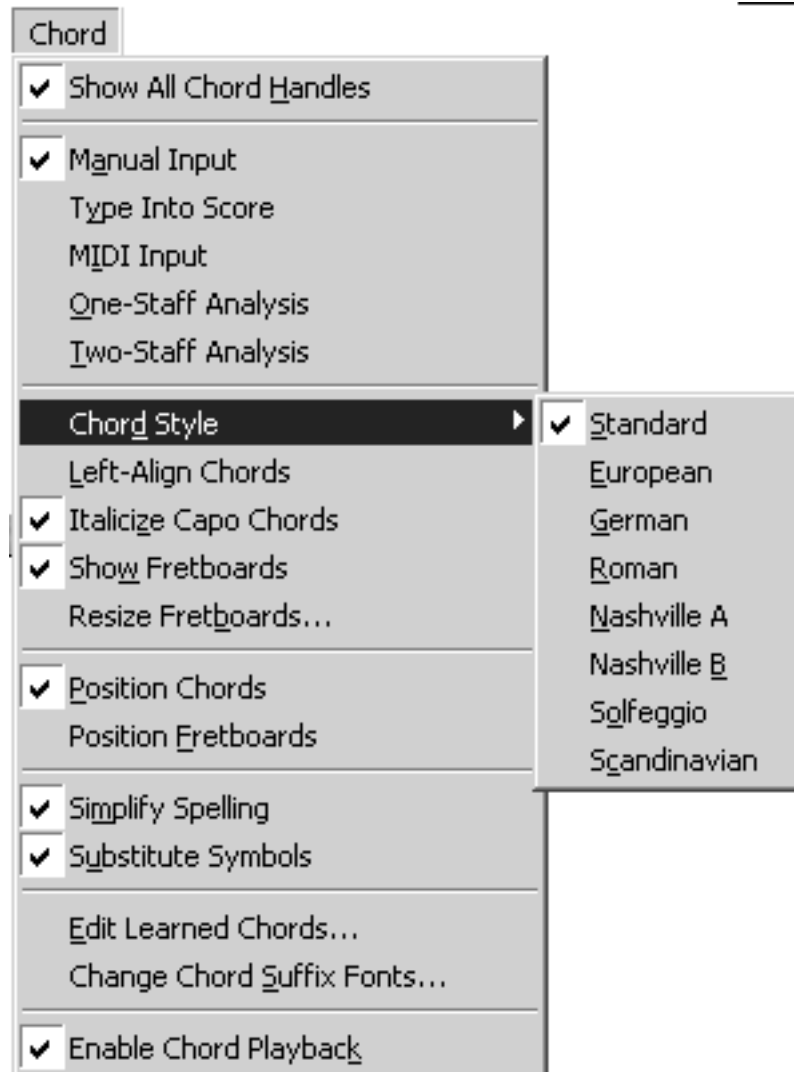 Chord
Show All Chord Handles
Manual Input
Type Into Score
MIDI Input
One-Staff Analysis
Two-Staff Analysis
Chord Style
Left-Align Chords
Italicize Capo Chords
Show Fretboards
Resize Fretboards...
Position Chords
Position Fretboards
Simplify Spelling
Substitute Symbols
Edit Learned Chords...
Change Chord Suffix Fonts...
Enable Chord Playback
Standard
European
German
Roman
Nashville A
Nashville B
Solfeggio
Scandinavian